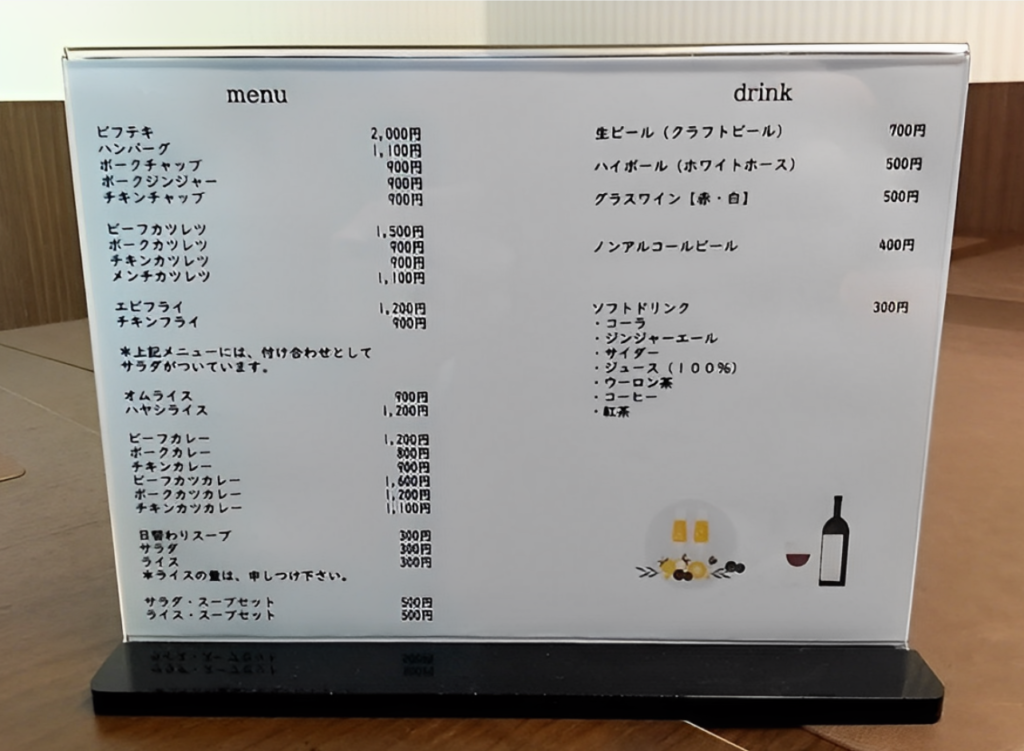 menu
ビフテキ 2,000円
ハンバーグ 1,100円
ポークチャップ 900円
ポークジンジャー 900円
チキンチャップ 900円
ビーフカツレツ 1,500円
ポークカツレツ 900円
チキンカツレツ 900円
メンチカツレツ 1,100円
エビフライ 1,200円
チキンフライ 900円
*上記メニューには、付け合わせとして
サラダがついています。
オムライス 900円
ハヤシライス 1,200円
ビーフカレー 1,200円
ポークカレー 800円
チキンカレー 900円
ビーフカツカレー 1,600円
ポークカツカレー 1,200円
チキンカツカレー 1,100円
日替わりスープ 300円
サラダ 300円
ライス 300円
*ライスの量は、申しつけ下さい。
サラダ・スープセット 500円
ライス・スープセット 500円
drink
生ビール（クラフトビール） 700円
ハイボール（ホワイトホース） 500円
グラスワイン【赤・白】 500円
ノンアルコールビール 400円
ソフトドリンク 300円
・コーラ
・ジンジャーエール
・サイダー
・ジュース（１００％）
・ウーロン茶
・コーヒー
・紅茶